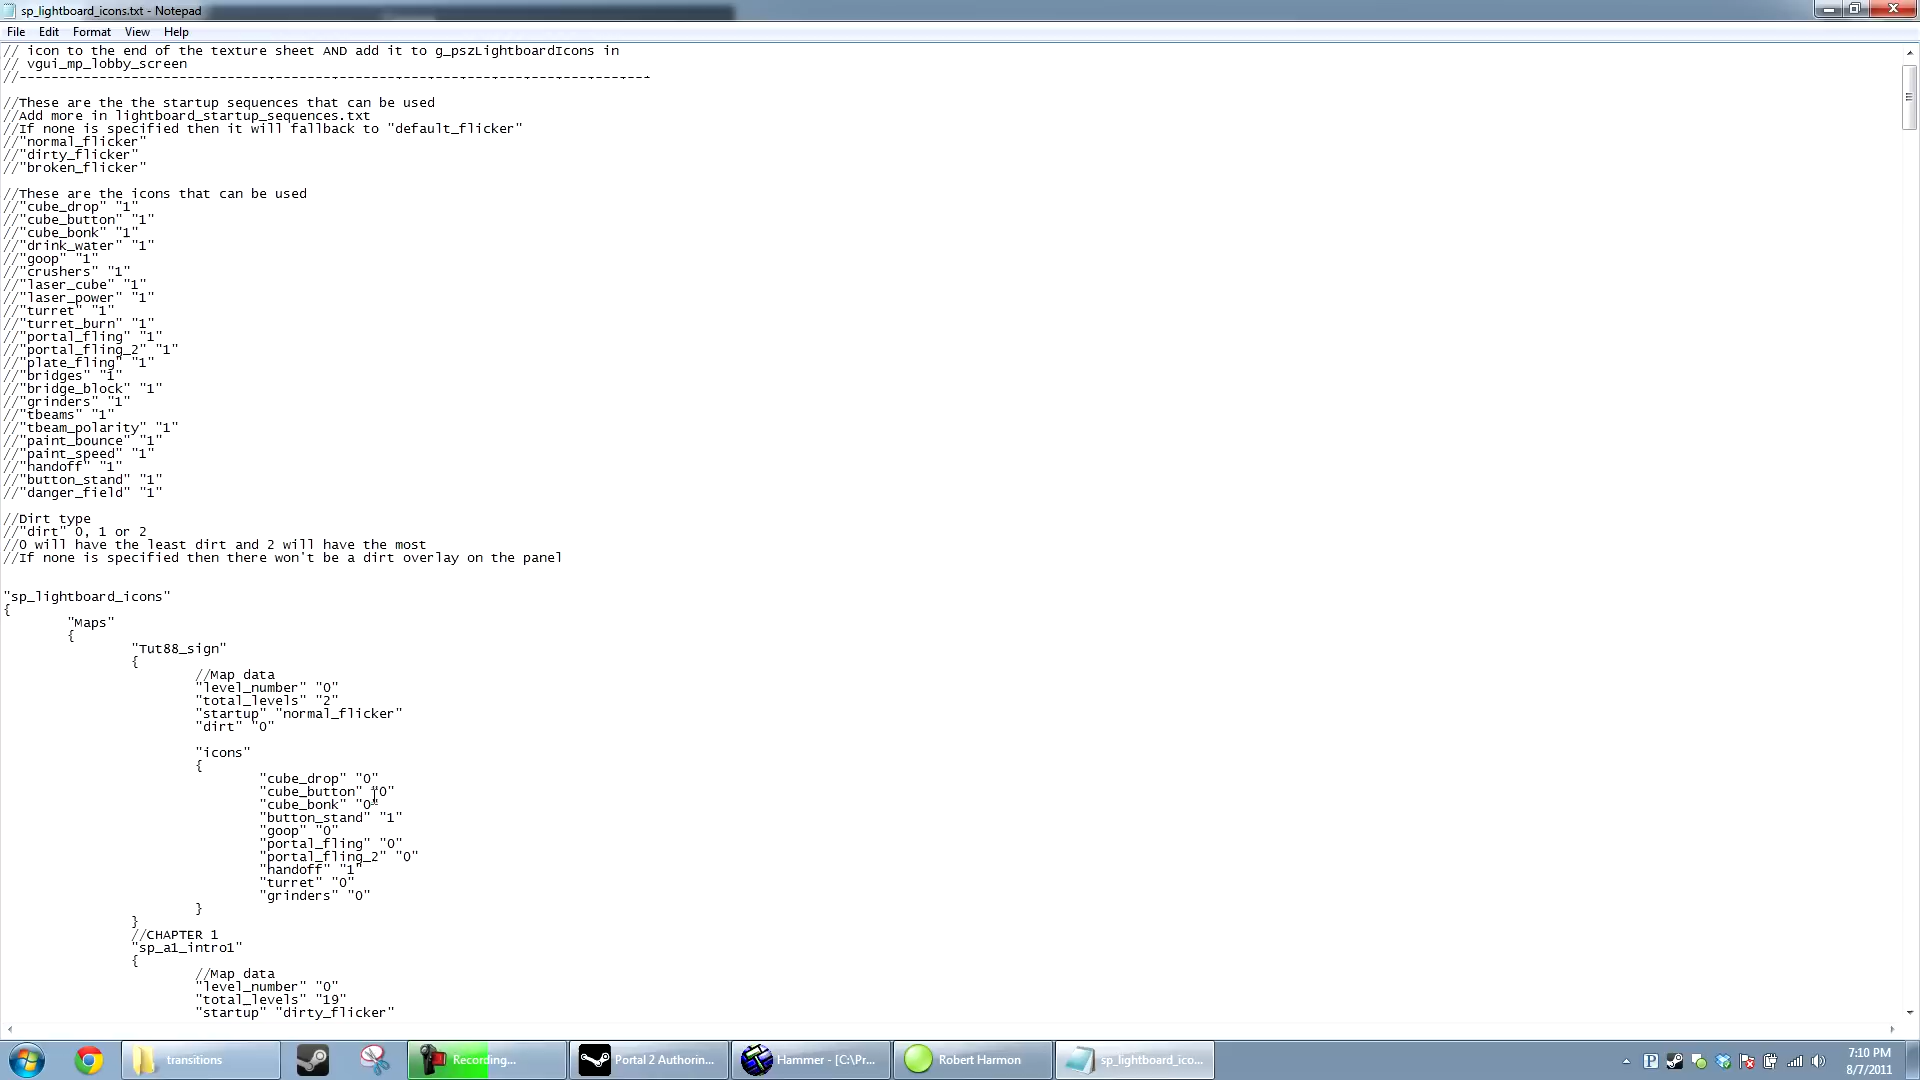 sp_lightboard_icons.txt - Notepad
File Edit Format View Help
// icon to the end of the texture sheet AND add it to g_pszLightboardIcons in
// vgui_mp_lobby_screen
//-------------------------------------------------------------------------------
//These are the the startup sequences that can be used
//Add more in lightboard_startup_sequences.txt
//If none is specified then it will fallback to "default_flicker"
//"normal_flicker"
//"dirty_flicker"
//"broken_flicker"
//These are the icons that can be used
//"cube_drop" "1"
//"cube_button" "1"
//"cube_bonk" "1"
//"drink_water" "1"
//"goop" "1"
//"crushers" "1"
//"laser_cube" "1"
//"laser_power" "1"
//"turret" "1"
//"turret_burn" "1"
//"portal_fling" "1"
//"portal_fling_2" "1"
//"plate_fling" "1"
//"bridges" "1"
//"bridge_block" "1"
//"grinders" "1"
//"tbeams" "1"
//"tbeam_polarity" "1"
//"paint_bounce" "1"
//"paint_speed" "1"
//"handoff" "1"
//"button_stand" "1"
//"danger_field" "1"
//Dirt type
//"dirt" 0, 1 or 2
//0 will have the least dirt and 2 will have the most
//If none is specified then there won't be a dirt overlay on the panel
"sp_lightboard_icons"
{
"Maps"
{
"Tut88_sign"
{
//Map data
"level_number" "0"
"total_levels" "2"
"startup" "normal_flicker"
"dirt" "0"
"icons"
{
"cube_drop" "0"
"cube_button" "0"
"cube_bonk" "0"
"button_stand" "1"
"goop" "0"
"portal_fling" "0"
"portal_fling_2" "0"
"handoff" "1"
"turret" "0"
"grinders" "0"
}
}
//CHAPTER 1
"sp_a1_intro1"
{
//Map data
"level_number" "0"
"total_levels" "19"
"startup" "dirty_flicker"
transitions
Recording...
Portal 2 Authorin...
Hammer - [C:\Pr...
Robert Harmon
sp_lightboard_ico...
7:10 PM
8/7/2011